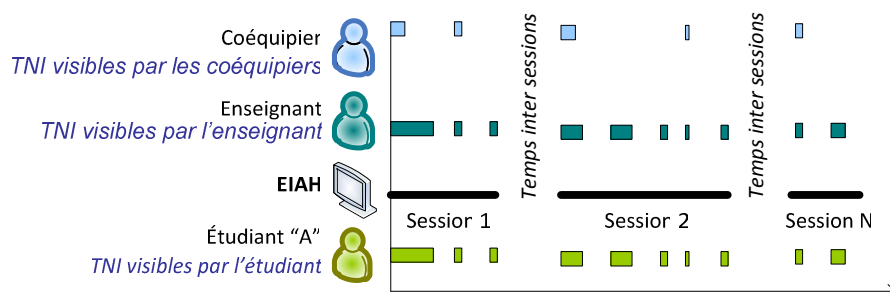 Coéquipier
TNI visibles par les coéquipiers
Enseignant
TNI visibles par l'enseignant
EIAH
Étudiant "A"
TNI visibles par l'étudiant
Temps inter sessions
Temps inter sessions
Session 1
Session 2
Session N